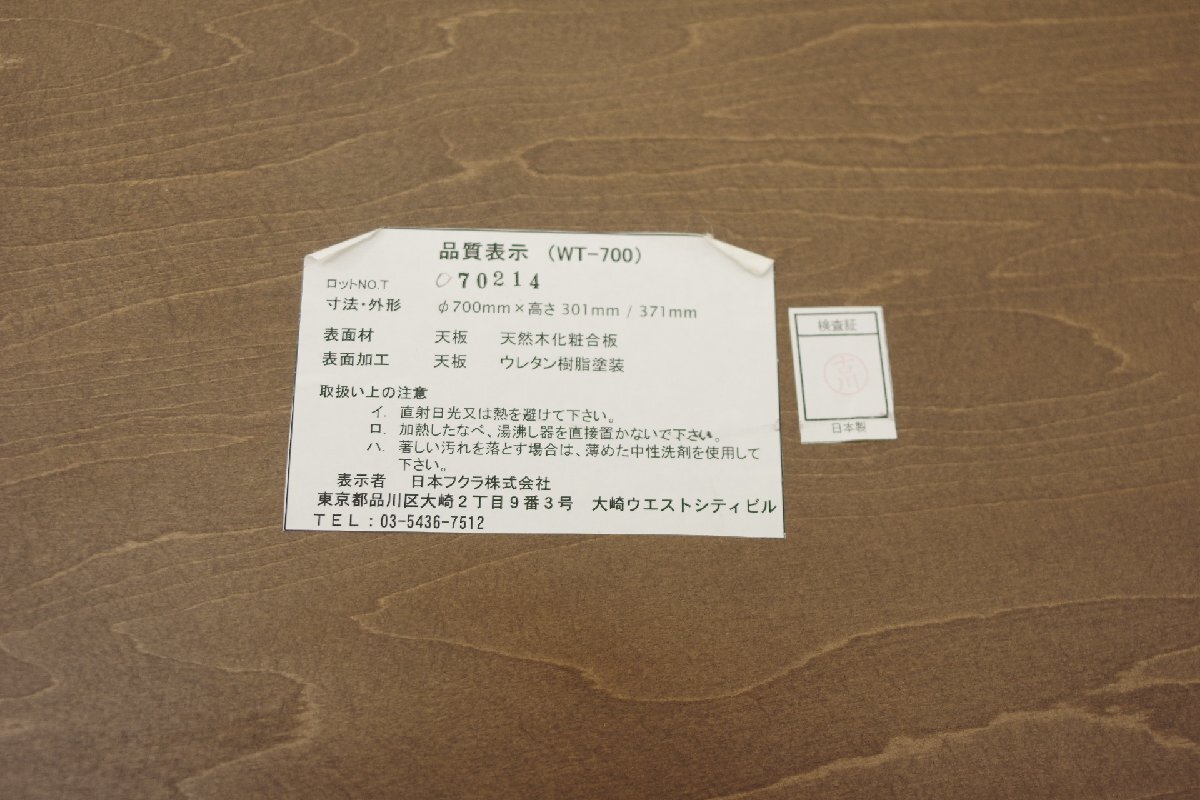 品質表示 （WT-700）
ロットNO.T 070214
寸法・外形 φ700mm×高さ301mm / 371mm
表面材 天板 天然木化粧合板
表面加工 天板 ウレタン樹脂塗装
取扱い上の注意
イ. 直射日光又は熱を避けて下さい。
ロ. 加熱したなべ、湯沸し器を直接置かないで下さい。
ハ. 著しい汚れを落とす場合は、薄めた中性洗剤を使用して
下さい。
表示者 日本フクラ株式会社
東京都品川区大崎２丁目９番３号 大崎ウエストシティビル
ＴＥＬ：03-5436-7512
検査証
古川
日本製